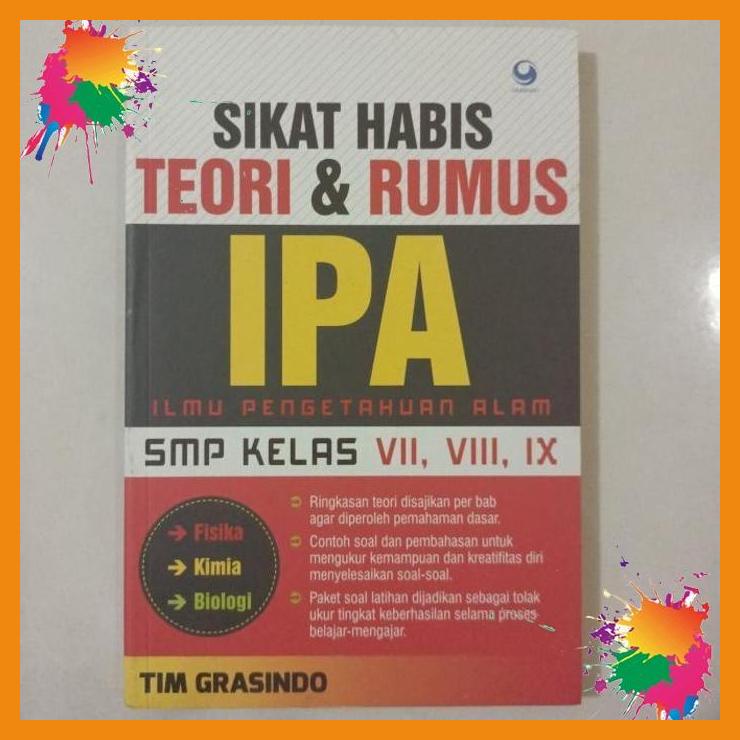 SIKAT HABIS
TEORI & RUMUS
IPA
ILMU PENGETAHUAN ALAM
SMP KELAS VII, VIII, IX
Fisika
Kimia
Biologi
Ringkasan teori disajikan per bab
agar diperoleh pemahaman dasar.
Contoh soal dan pembahasan untuk
mengukur kemampuan dan kreatifitas diri
menyelesaikan soal-soal.
Paket soal latihan dijadikan sebagai tolak
ukur tingkat keberhasilan selama proses
belajar-mengajar.
TIM GRASINDO